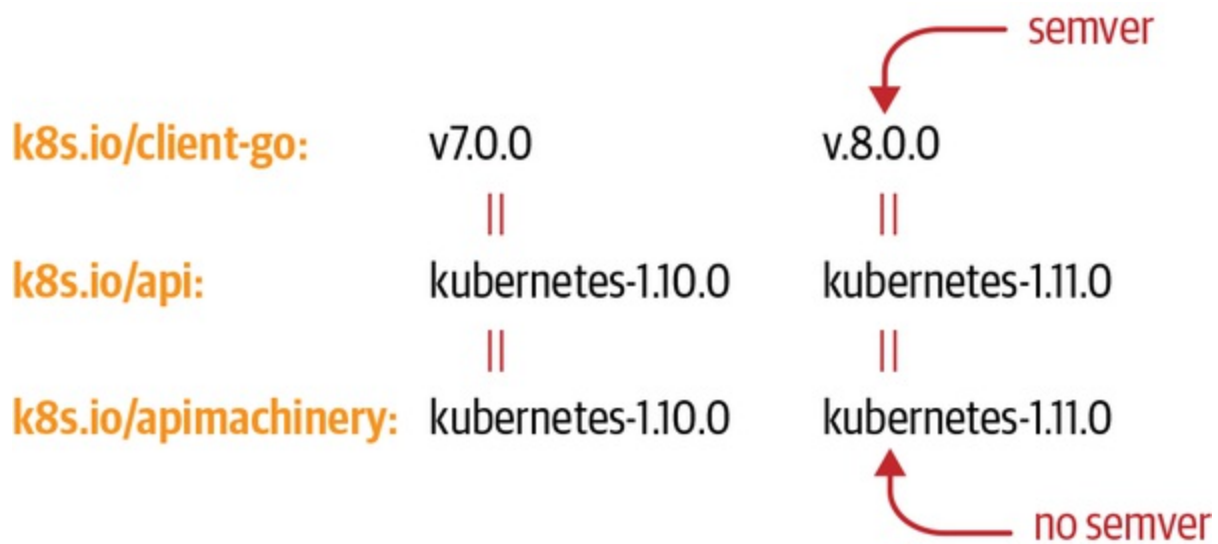 semver
k8s.io/client-go: v7.0.0 v.8.0.0
||  ||
k8s.io/api: kubernetes-1.10.0 kubernetes-1.11.0
||  ||
k8s.io/apimachinery: kubernetes-1.10.0 kubernetes-1.11.0
no semver